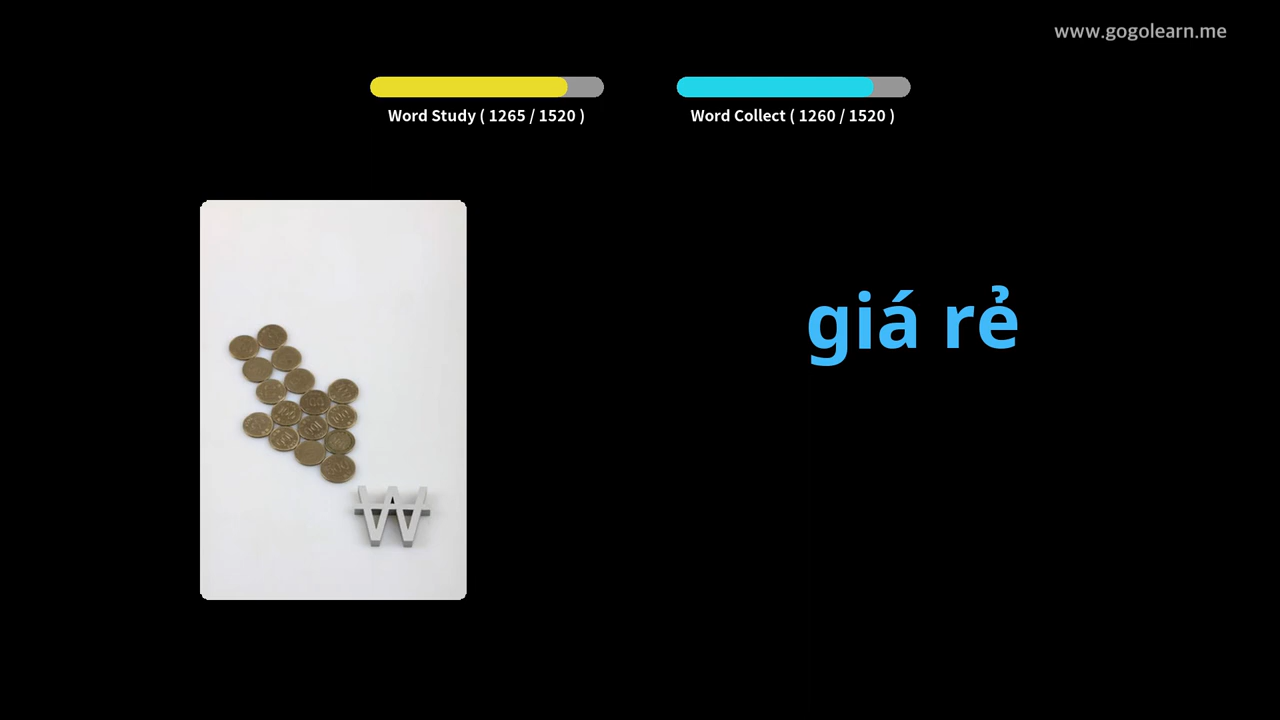 www.gogolearn.me
Word Study ( 1265 / 1520 )
Word Collect ( 1260 / 1520 )
giá rẻ
₩